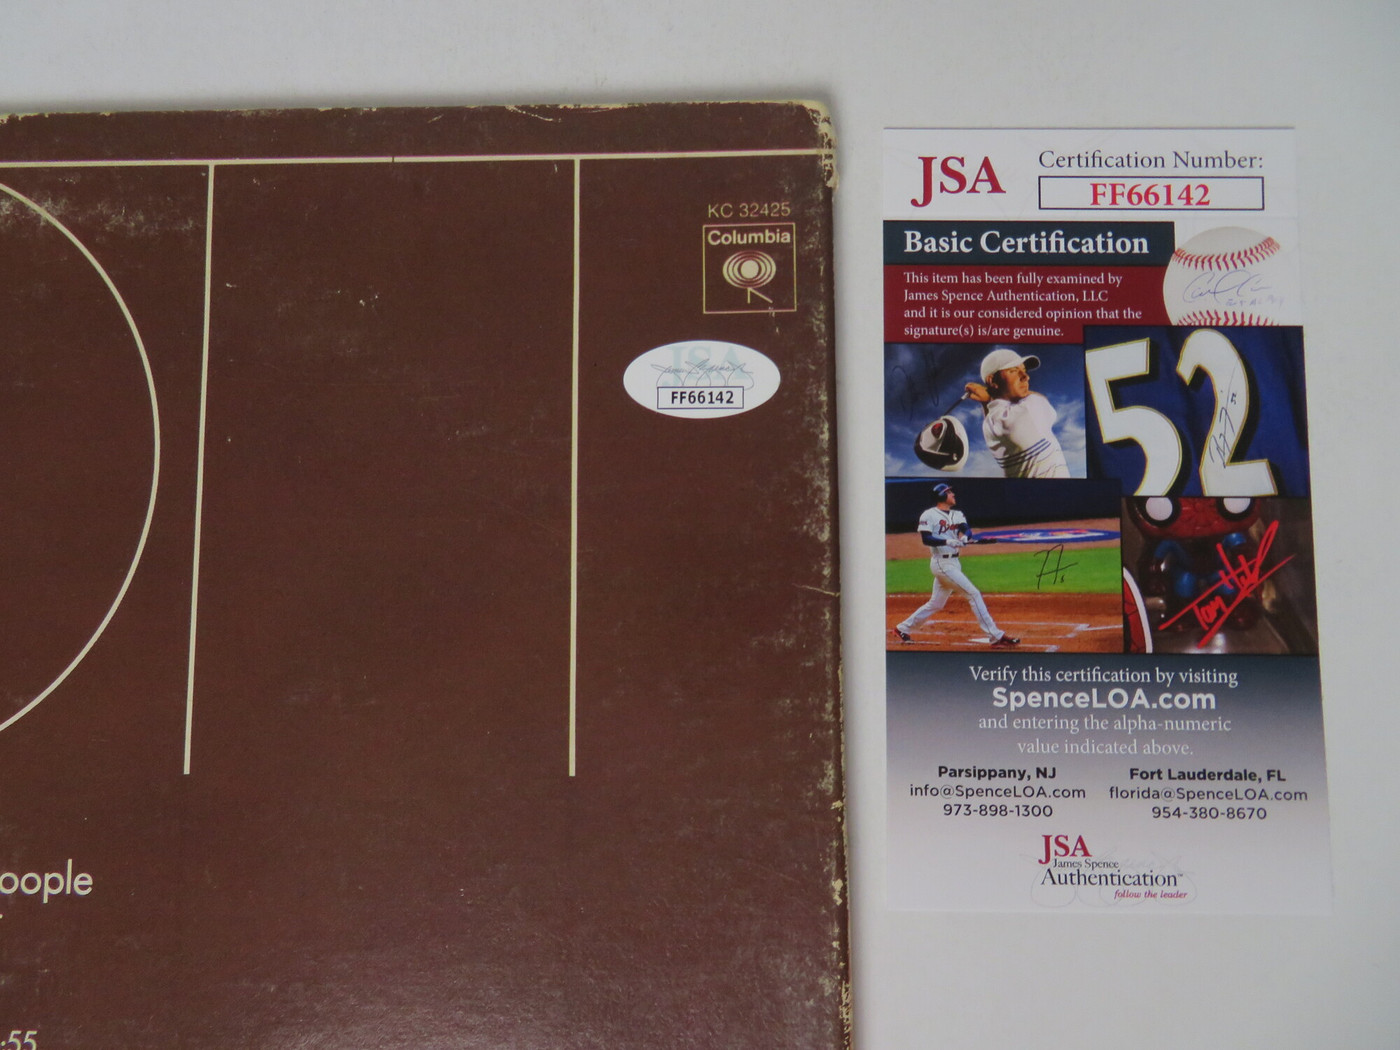 KC 32425
Columbia
JSA
FF66142
oople
:55
JSA
Certification Number:
FF66142
Basic Certification
This item has been fully examined by
James Spence Authentication, LLC
and it is our considered opinion that the
signature(s) is/are genuine.
52
Verify this certification by visiting
SpenceLOA.com
and entering the alpha-numeric
value indicated above.
Parsippany, NJ
info@SpenceLOA.com
973-898-1300
Fort Lauderdale, FL
florida@SpenceLOA.com
954-380-8670
JSA
James Spence
Authentication™
follow the leader